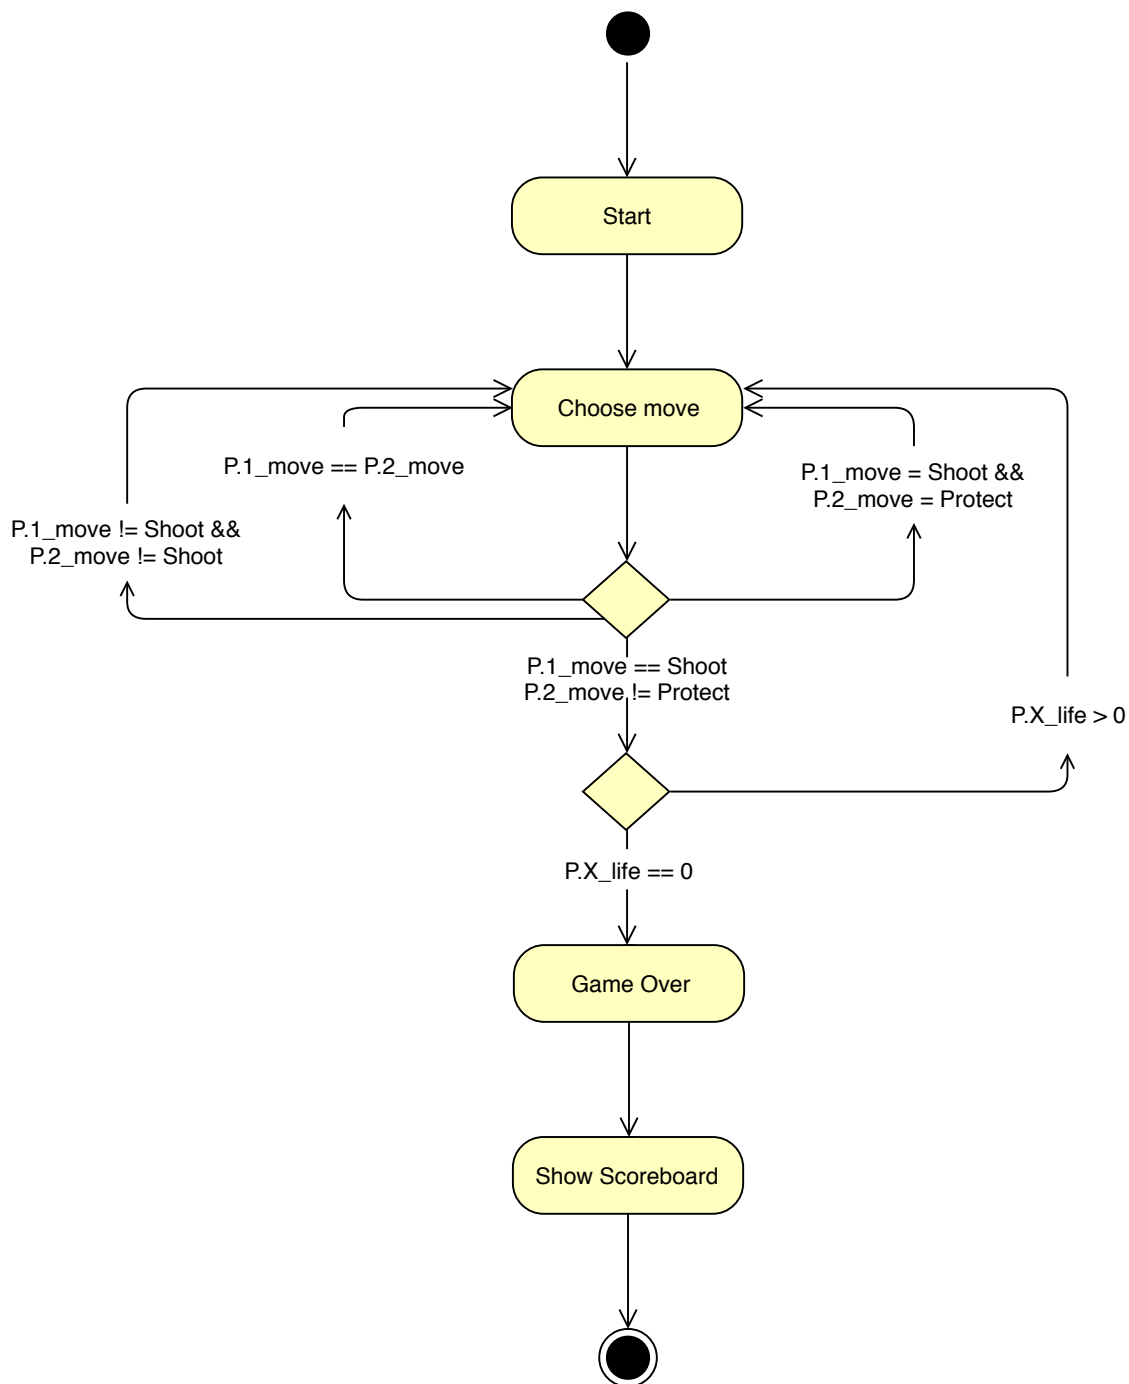 Start
Choose move
P.1_move == P.2_move
P.1_move = Shoot &&
P.2_move = Protect
P.1_move != Shoot &&
P.2_move != Shoot
P.1_move == Shoot
P.2_move != Protect
P.X_life > 0
P.X_life == 0
Game Over
Show Scoreboard